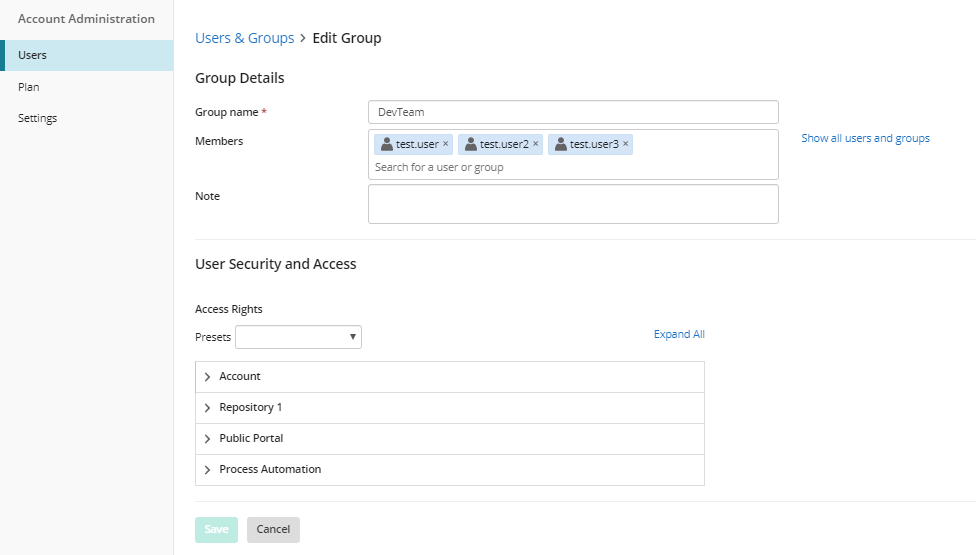 Account Administration
Users
Plan
Settings
Users & Groups > Edit Group
Group Details
Group name * DevTeam
Members test.user × test.user2 × test.user3 × Show all users and groups
Search for a user or group
Note
User Security and Access
Access Rights
Presets Expand All
Account
Repository 1
Public Portal
Process Automation
Save Cancel